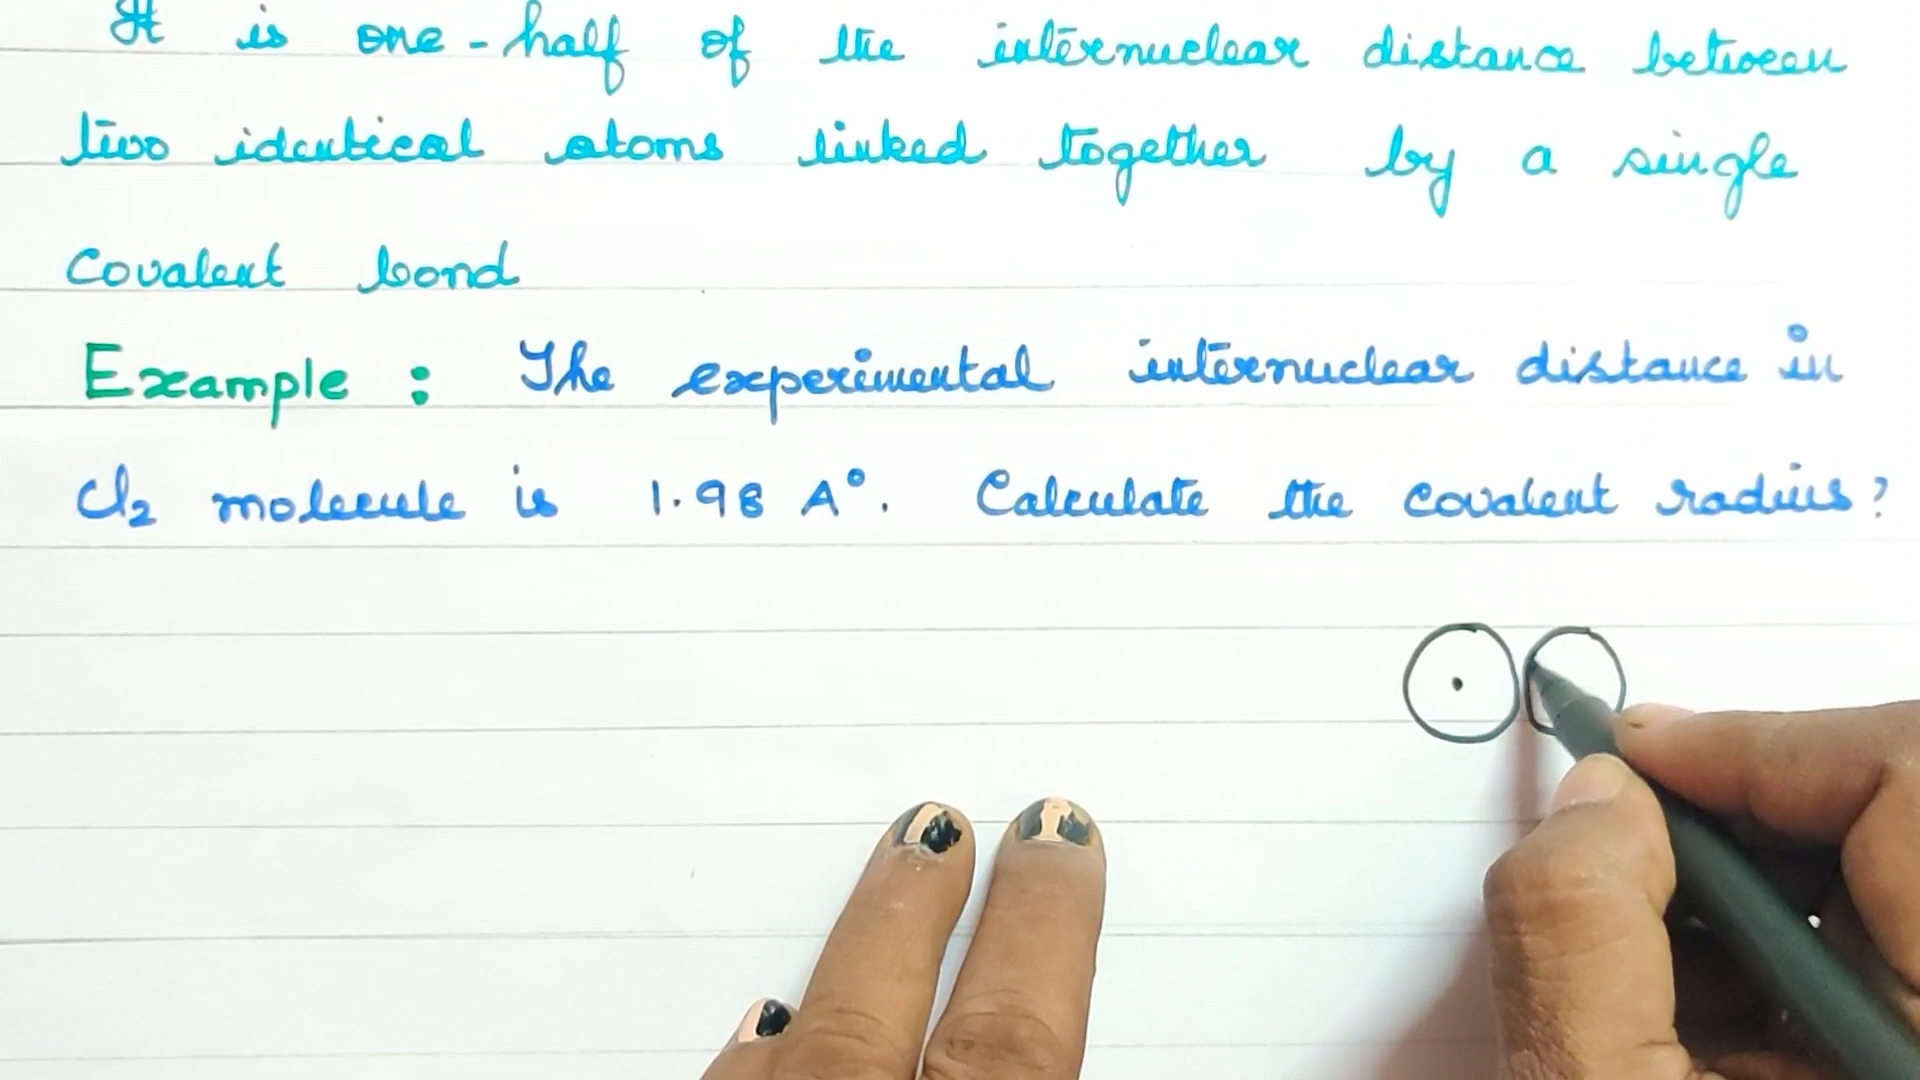 It is one-half of the internuclear distance between
two identical atoms linked together by a single
covalent bond
Example : The experimental internuclear distance in
Cl₂ molecule is 1.98 A°. Calculate the covalent radius?